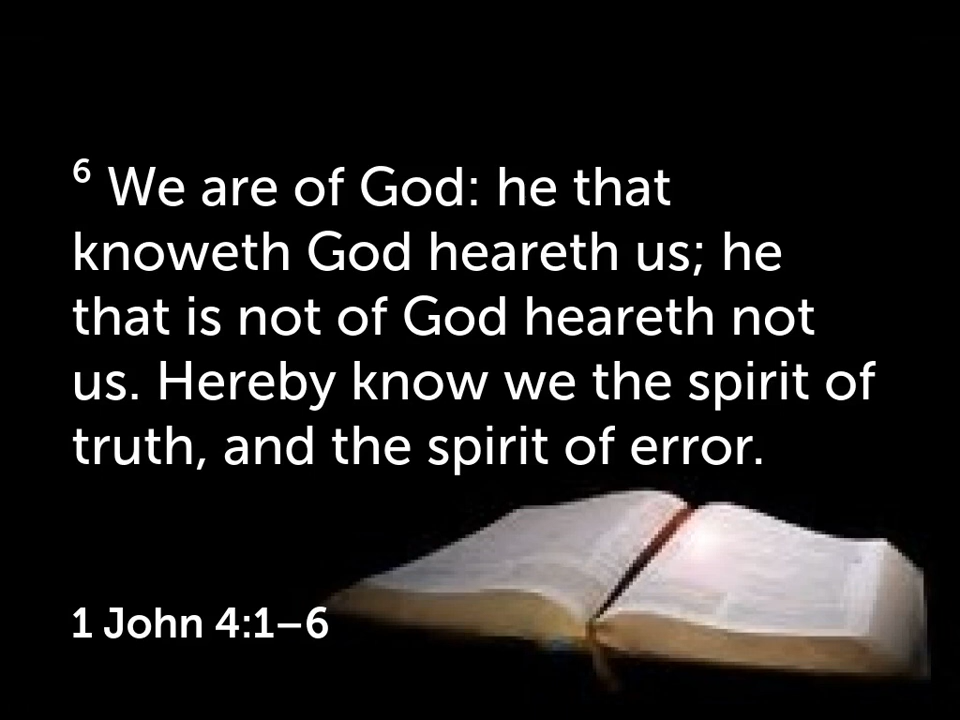 ⁶ We are of God: he that
knoweth God heareth us; he
that is not of God heareth not
us. Hereby know we the spirit of
truth, and the spirit of error.
1 John 4:1–6